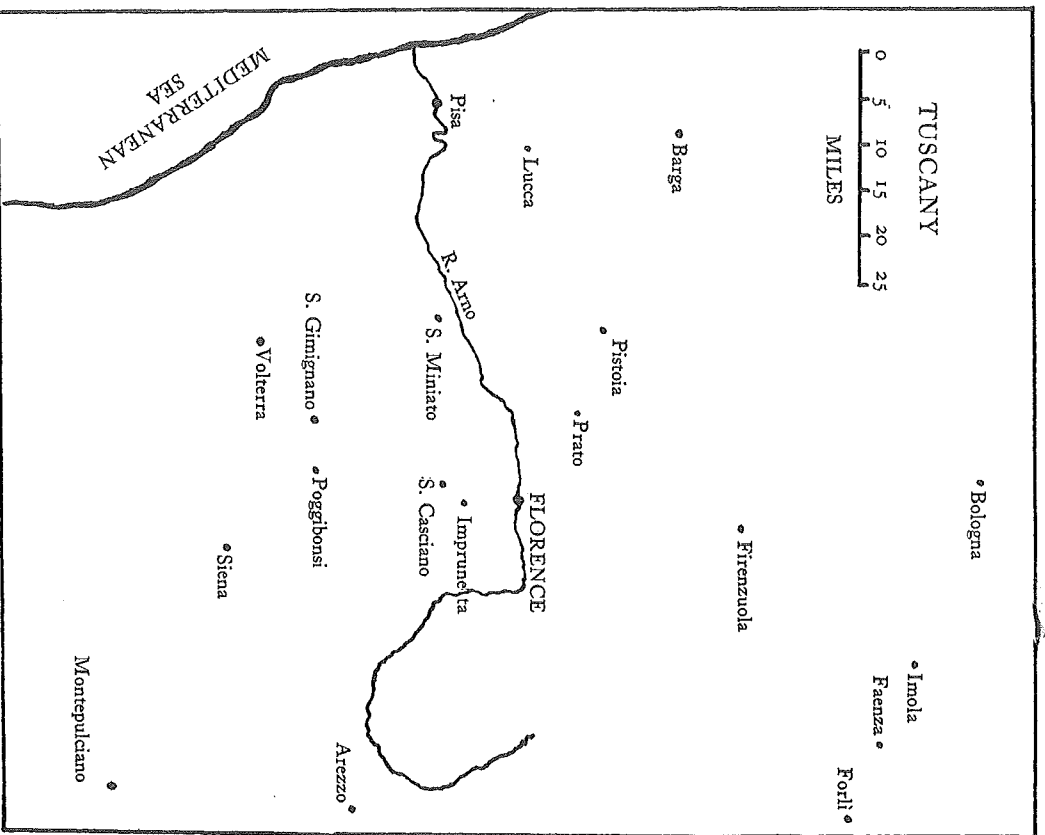 TUSCANY
0 5 10 15 20 25
MILES
Bologna
Imola
Faenza
Forlì
Barga
Firenzuola
Pistoia
Prato
Lucca
FLORENCE
Pisa
R. Arno
Impruneta
S. Miniato
S. Casciano
S. Gimignano
Poggibonsi
Arezzo
Volterra
Siena
Montepulciano
MEDITERRANEAN
SEA